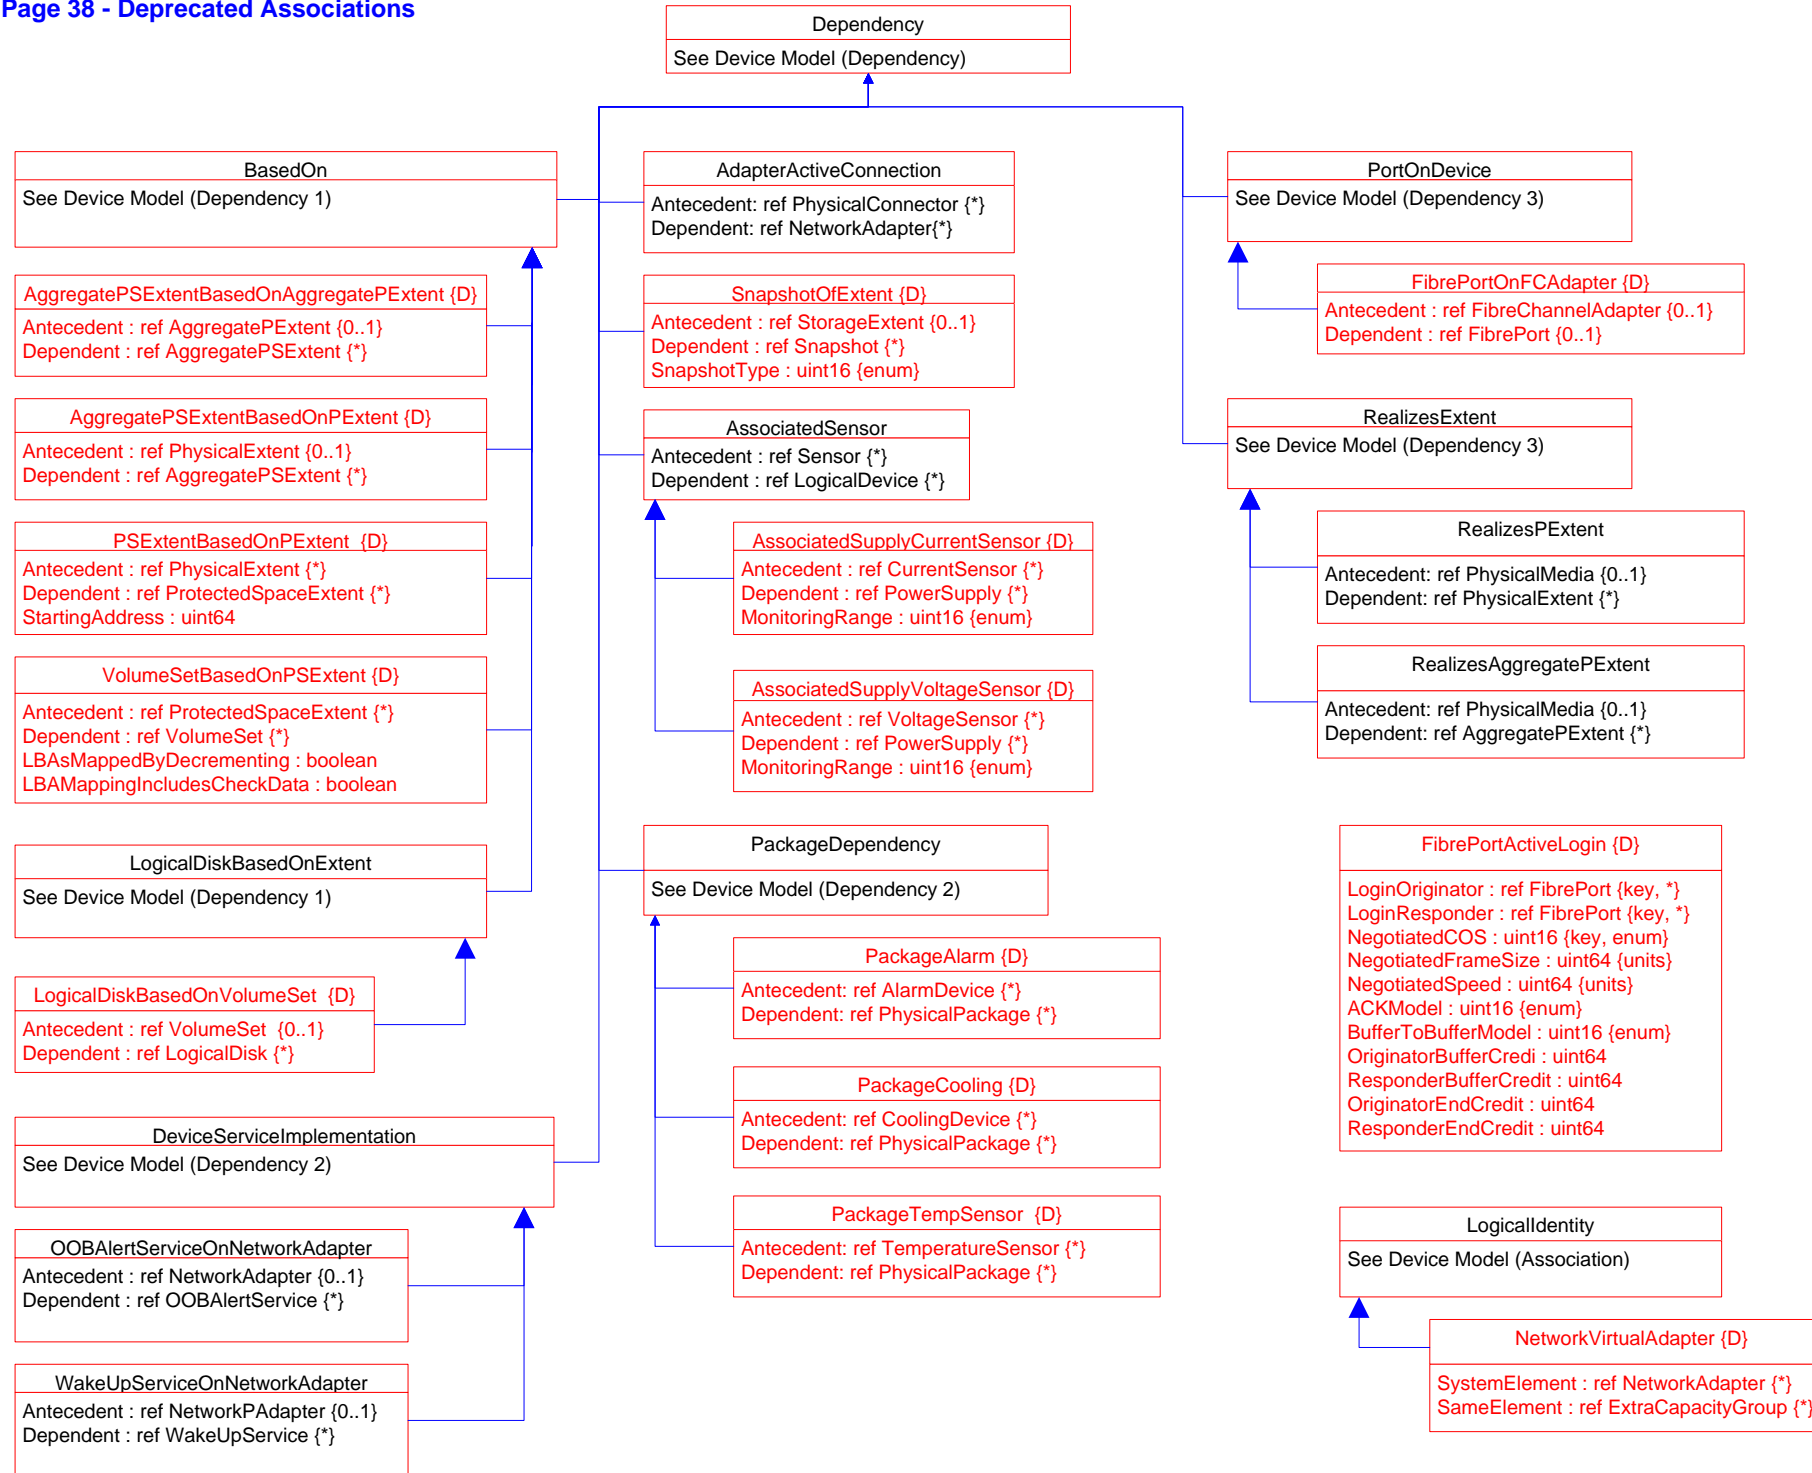 Page 38 - Deprecated Associations
Dependency
See Device Model (Dependency)
BasedOn
See Device Model (Dependency 1)
AggregatePSExtentBasedOnAggregatePExtent {D}
Antecedent : ref AggregatePExtent {0..1}
Dependent : ref AggregatePSExtent {*}
AggregatePSExtentBasedOnPExtent {D}
Antecedent : ref PhysicalExtent {0..1}
Dependent : ref AggregatePSExtent {*}
PSExtentBasedOnPExtent  {D}
Antecedent : ref PhysicalExtent {*}
Dependent : ref ProtectedSpaceExtent {*}
StartingAddress : uint64
VolumeSetBasedOnPSExtent {D}
Antecedent : ref ProtectedSpaceExtent {*}
Dependent : ref VolumeSet {*}
LBAsMappedByDecrementing : boolean
LBAMappingIncludesCheckData : boolean
LogicalDiskBasedOnExtent
See Device Model (Dependency 1)
LogicalDiskBasedOnVolumeSet  {D}
Antecedent : ref VolumeSet  {0..1}
Dependent : ref LogicalDisk {*}
DeviceServiceImplementation
See Device Model (Dependency 2)
OOBAlertServiceOnNetworkAdapter
Antecedent : ref NetworkAdapter {0..1}
Dependent : ref OOBAlertService {*}
WakeUpServiceOnNetworkAdapter
Antecedent : ref NetworkPAdapter {0..1}
Dependent : ref WakeUpService {*}
AdapterActiveConnection
Antecedent: ref PhysicalConnector {*}
Dependent: ref NetworkAdapter{*}
SnapshotOfExtent {D}
Antecedent : ref StorageExtent {0..1}
Dependent : ref Snapshot {*}
SnapshotType : uint16 {enum}
AssociatedSensor
Antecedent : ref Sensor {*}
Dependent : ref LogicalDevice {*}
AssociatedSupplyCurrentSensor {D}
Antecedent : ref CurrentSensor {*}
Dependent : ref PowerSupply {*}
MonitoringRange : uint16 {enum}
AssociatedSupplyVoltageSensor {D}
Antecedent : ref VoltageSensor {*}
Dependent : ref PowerSupply {*}
MonitoringRange : uint16 {enum}
PackageDependency
See Device Model (Dependency 2)
PackageAlarm {D}
Antecedent: ref AlarmDevice {*}
Dependent: ref PhysicalPackage {*}
PackageCooling {D}
Antecedent: ref CoolingDevice {*}
Dependent: ref PhysicalPackage {*}
PackageTempSensor  {D}
Antecedent: ref TemperatureSensor {*}
Dependent: ref PhysicalPackage {*}
PortOnDevice
See Device Model (Dependency 3)
FibrePortOnFCAdapter {D}
Antecedent : ref FibreChannelAdapter {0..1}
Dependent : ref FibrePort {0..1}
RealizesExtent
See Device Model (Dependency 3)
RealizesPExtent
Antecedent: ref PhysicalMedia {0..1}
Dependent: ref PhysicalExtent {*}
RealizesAggregatePExtent
Antecedent: ref PhysicalMedia {0..1}
Dependent: ref AggregatePExtent {*}
FibrePortActiveLogin {D}
LoginOriginator : ref FibrePort {key, *}
LoginResponder : ref FibrePort {key, *}
NegotiatedCOS : uint16 {key, enum}
NegotiatedFrameSize : uint64 {units}
NegotiatedSpeed : uint64 {units}
ACKModel : uint16 {enum}
BufferToBufferModel : uint16 {enum}
OriginatorBufferCredi : uint64
ResponderBufferCredit : uint64
OriginatorEndCredit : uint64
ResponderEndCredit : uint64
LogicalIdentity
See Device Model (Association)
NetworkVirtualAdapter {D}
SystemElement : ref NetworkAdapter {*}
SameElement : ref ExtraCapacityGroup {*}